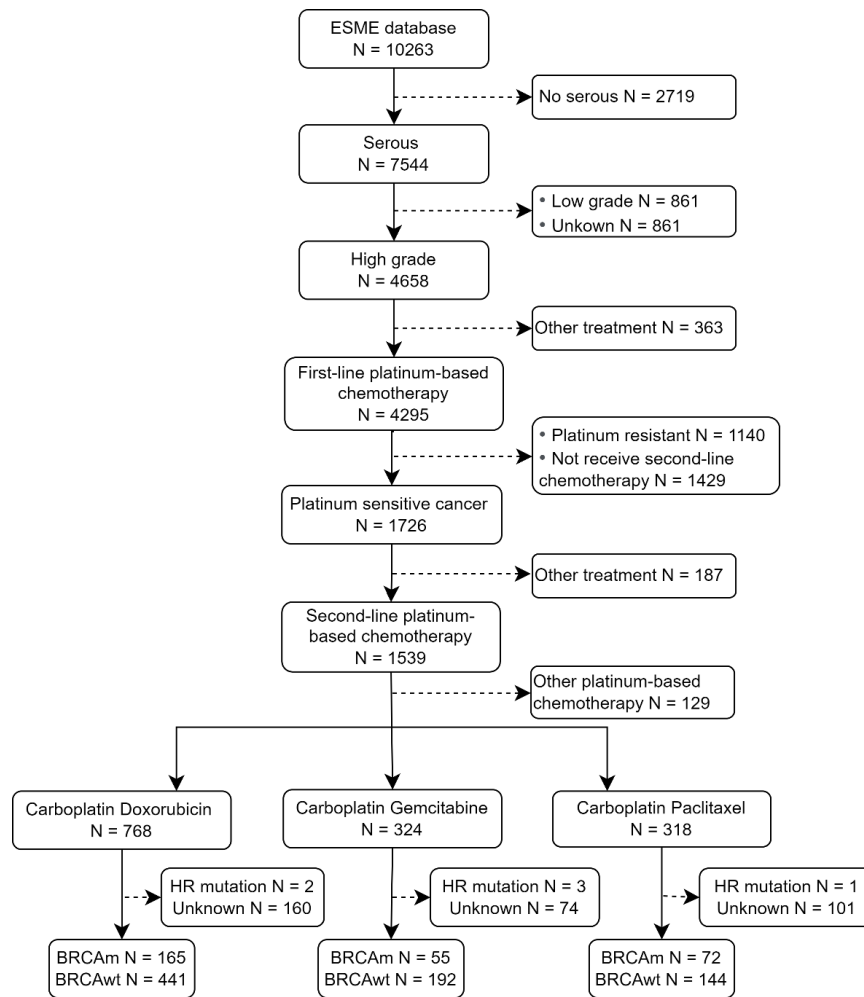 ESME database
N = 10263
No serous N = 2719
Serous
N = 7544
• Low grade N = 861
• Unkown N = 861
High grade
N = 4658
Other treatment N = 363
First-line platinum-based
chemotherapy
N = 4295
• Platinum resistant N = 1140
• Not receive second-line
chemotherapy N = 1429
Platinum sensitive cancer
N = 1726
Other treatment N = 187
Second-line platinum-
based chemotherapy
N = 1539
Other platinum-based
chemotherapy N = 129
Carboplatin Doxorubicin
N = 768
Carboplatin Gemcitabine
N = 324
Carboplatin Paclitaxel
N = 318
HR mutation N = 2
Unknown N = 160
HR mutation N = 3
Unknown N = 74
HR mutation N = 1
Unknown N = 101
BRCAm N = 165
BRCAwt N = 441
BRCAm N = 55
BRCAwt N = 192
BRCAm N = 72
BRCAwt N = 144